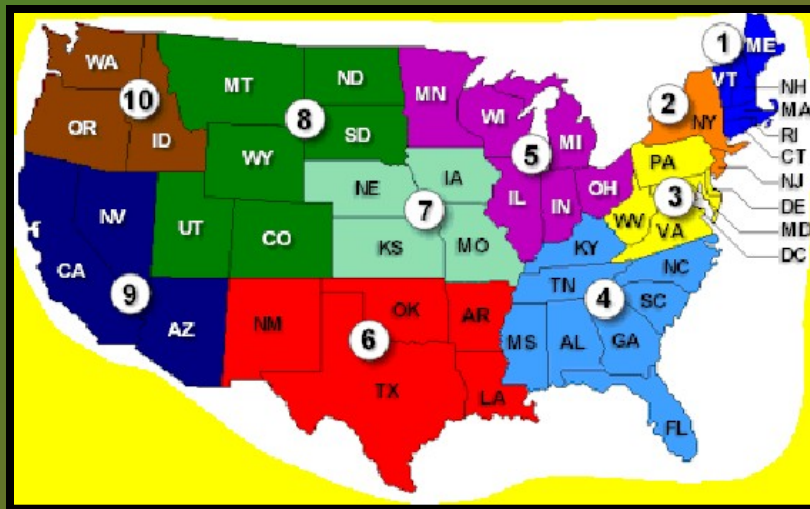 1
ME
WA
VT
MT
ND
MN
NH
10
2
MA
OR
ID
8
WI
NY
RI
SD
5
MI
CT
WY
PA
NJ
NE
IA
OH
3
DE
NV
7
IL
IN
WV
VA
MD
UT
CO
KS
MO
KY
DC
CA
NC
TN
9
4
SC
AZ
NM
OK
AR
6
MS
AL
GA
TX
LA
FL